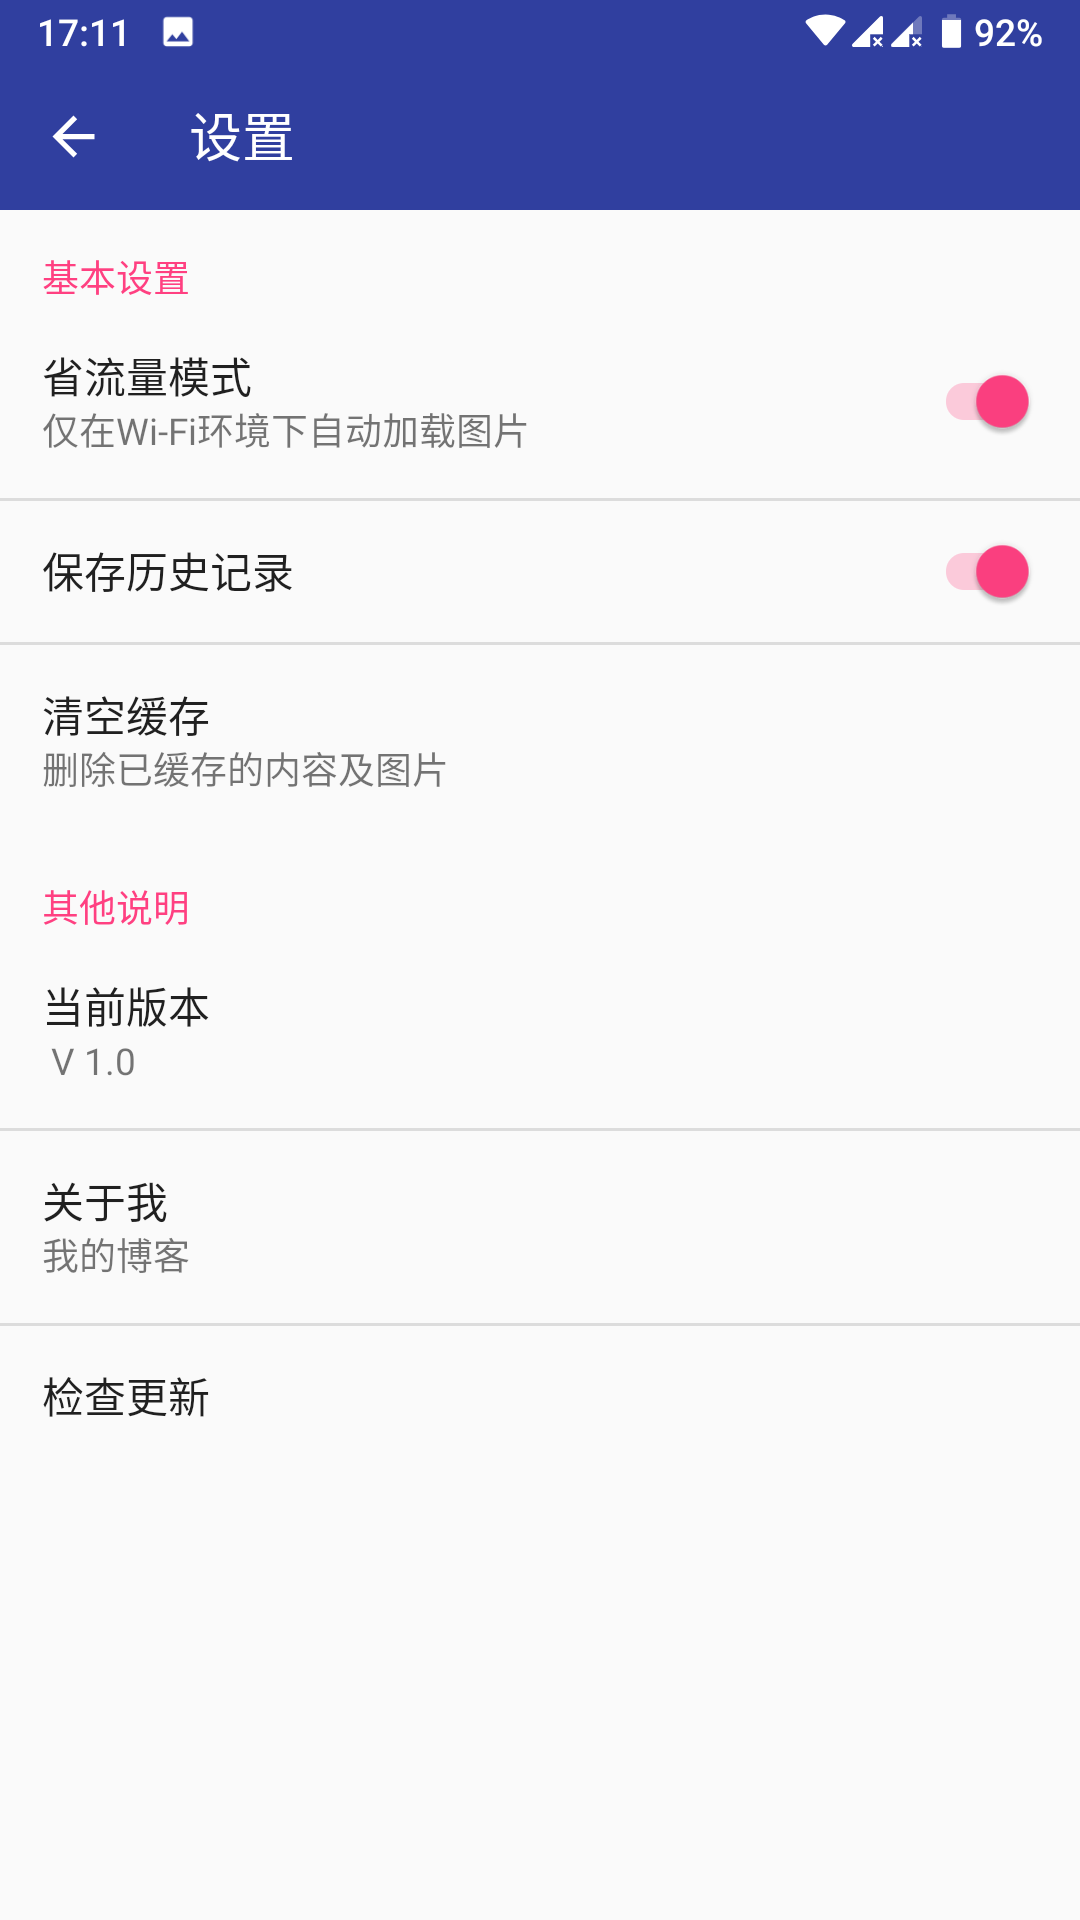 17:11 92%
设置
基本设置
省流量模式
仅在Wi-Fi环境下自动加载图片
保存历史记录
清空缓存
删除已缓存的内容及图片
其他说明
当前版本
V 1.0
关于我
我的博客
检查更新